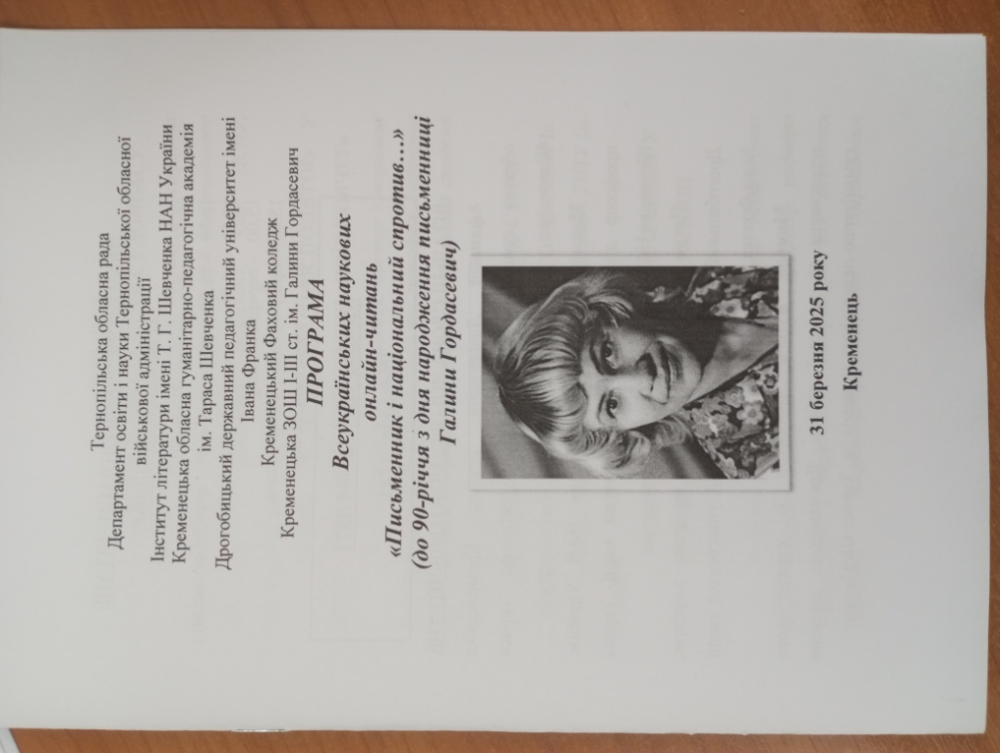 Тернопільська обласна рада
Департамент освіти і науки Тернопільської обласної
військової адміністрації
Інститут літератури імені Т. Г. Шевченка НАН України
Кременецька обласна гуманітарно-педагогічна академія
ім. Тараса Шевченка
Дрогобицький державний педагогічний університет імені
Івана Франка
Кременецький Фаховий коледж
Кременецька ЗОШ І-ІІІ ст. ім. Галини Гордасевич
ПРОГРАМА
Всеукраїнських наукових
онлайн-читань
«Письменник і національний спротив…»
(до 90-річчя з дня народження письменниці
Галини Гордасевич)
31 березня 2025 року
Кременець